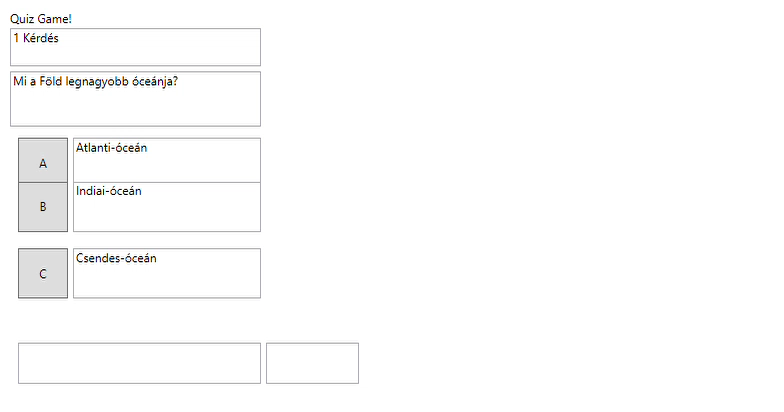 Quiz Game!
1 Kérdés
Mi a Föld legnagyobb óceánja?
A
Atlanti-óceán
B
Indiai-óceán
C
Csendes-óceán